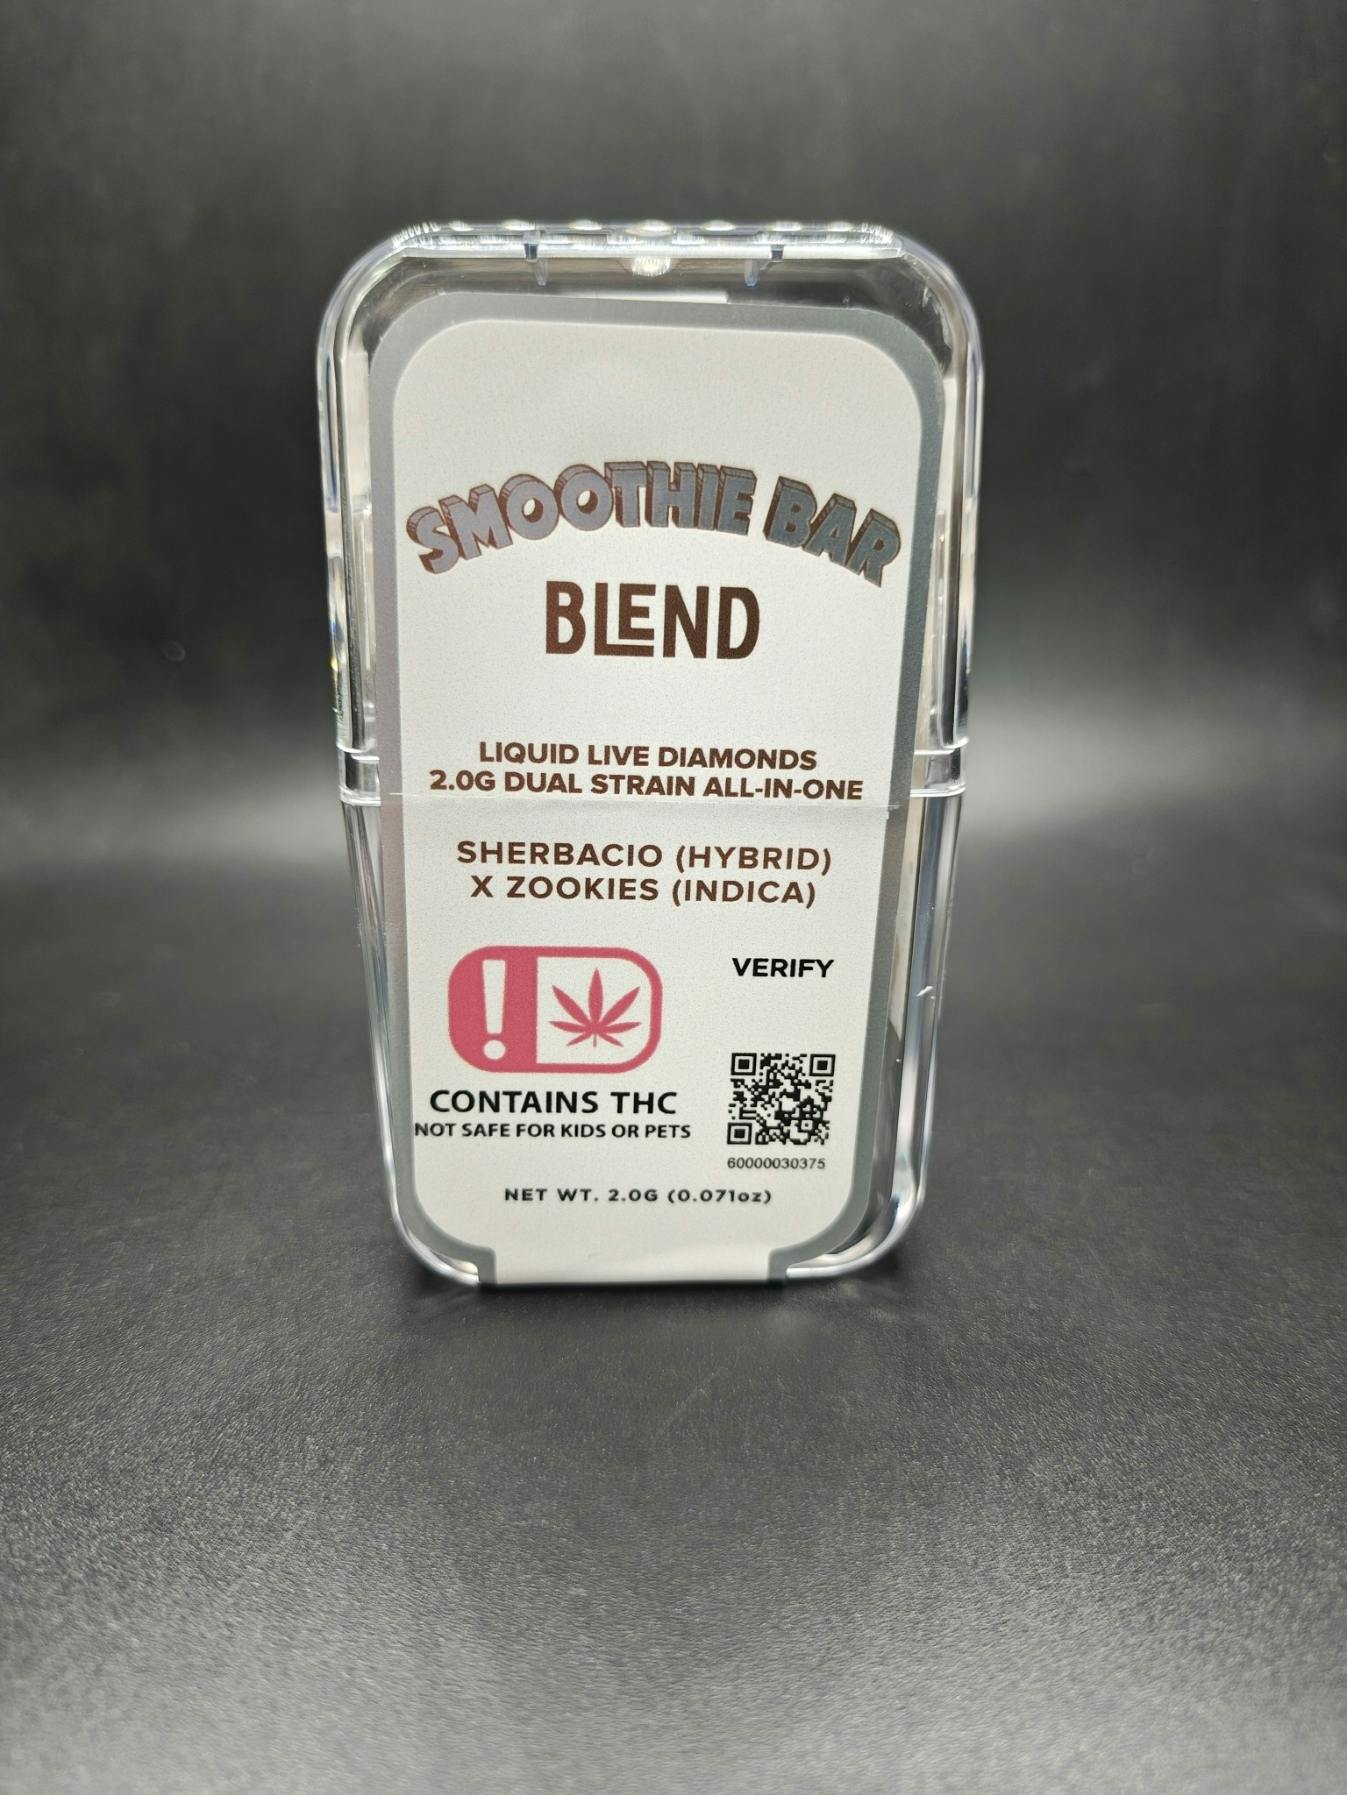 SMOOTHIE BAR
BLEND
LIQUID LIVE DIAMONDS
2.0G DUAL STRAIN ALL-IN-ONE
SHERBACIO (HYBRID)
X ZOOKIES (INDICA)
VERIFY
CONTAINS THC
NOT SAFE FOR KIDS OR PETS
60000030375
NET WT. 2.0G (0.071oz)